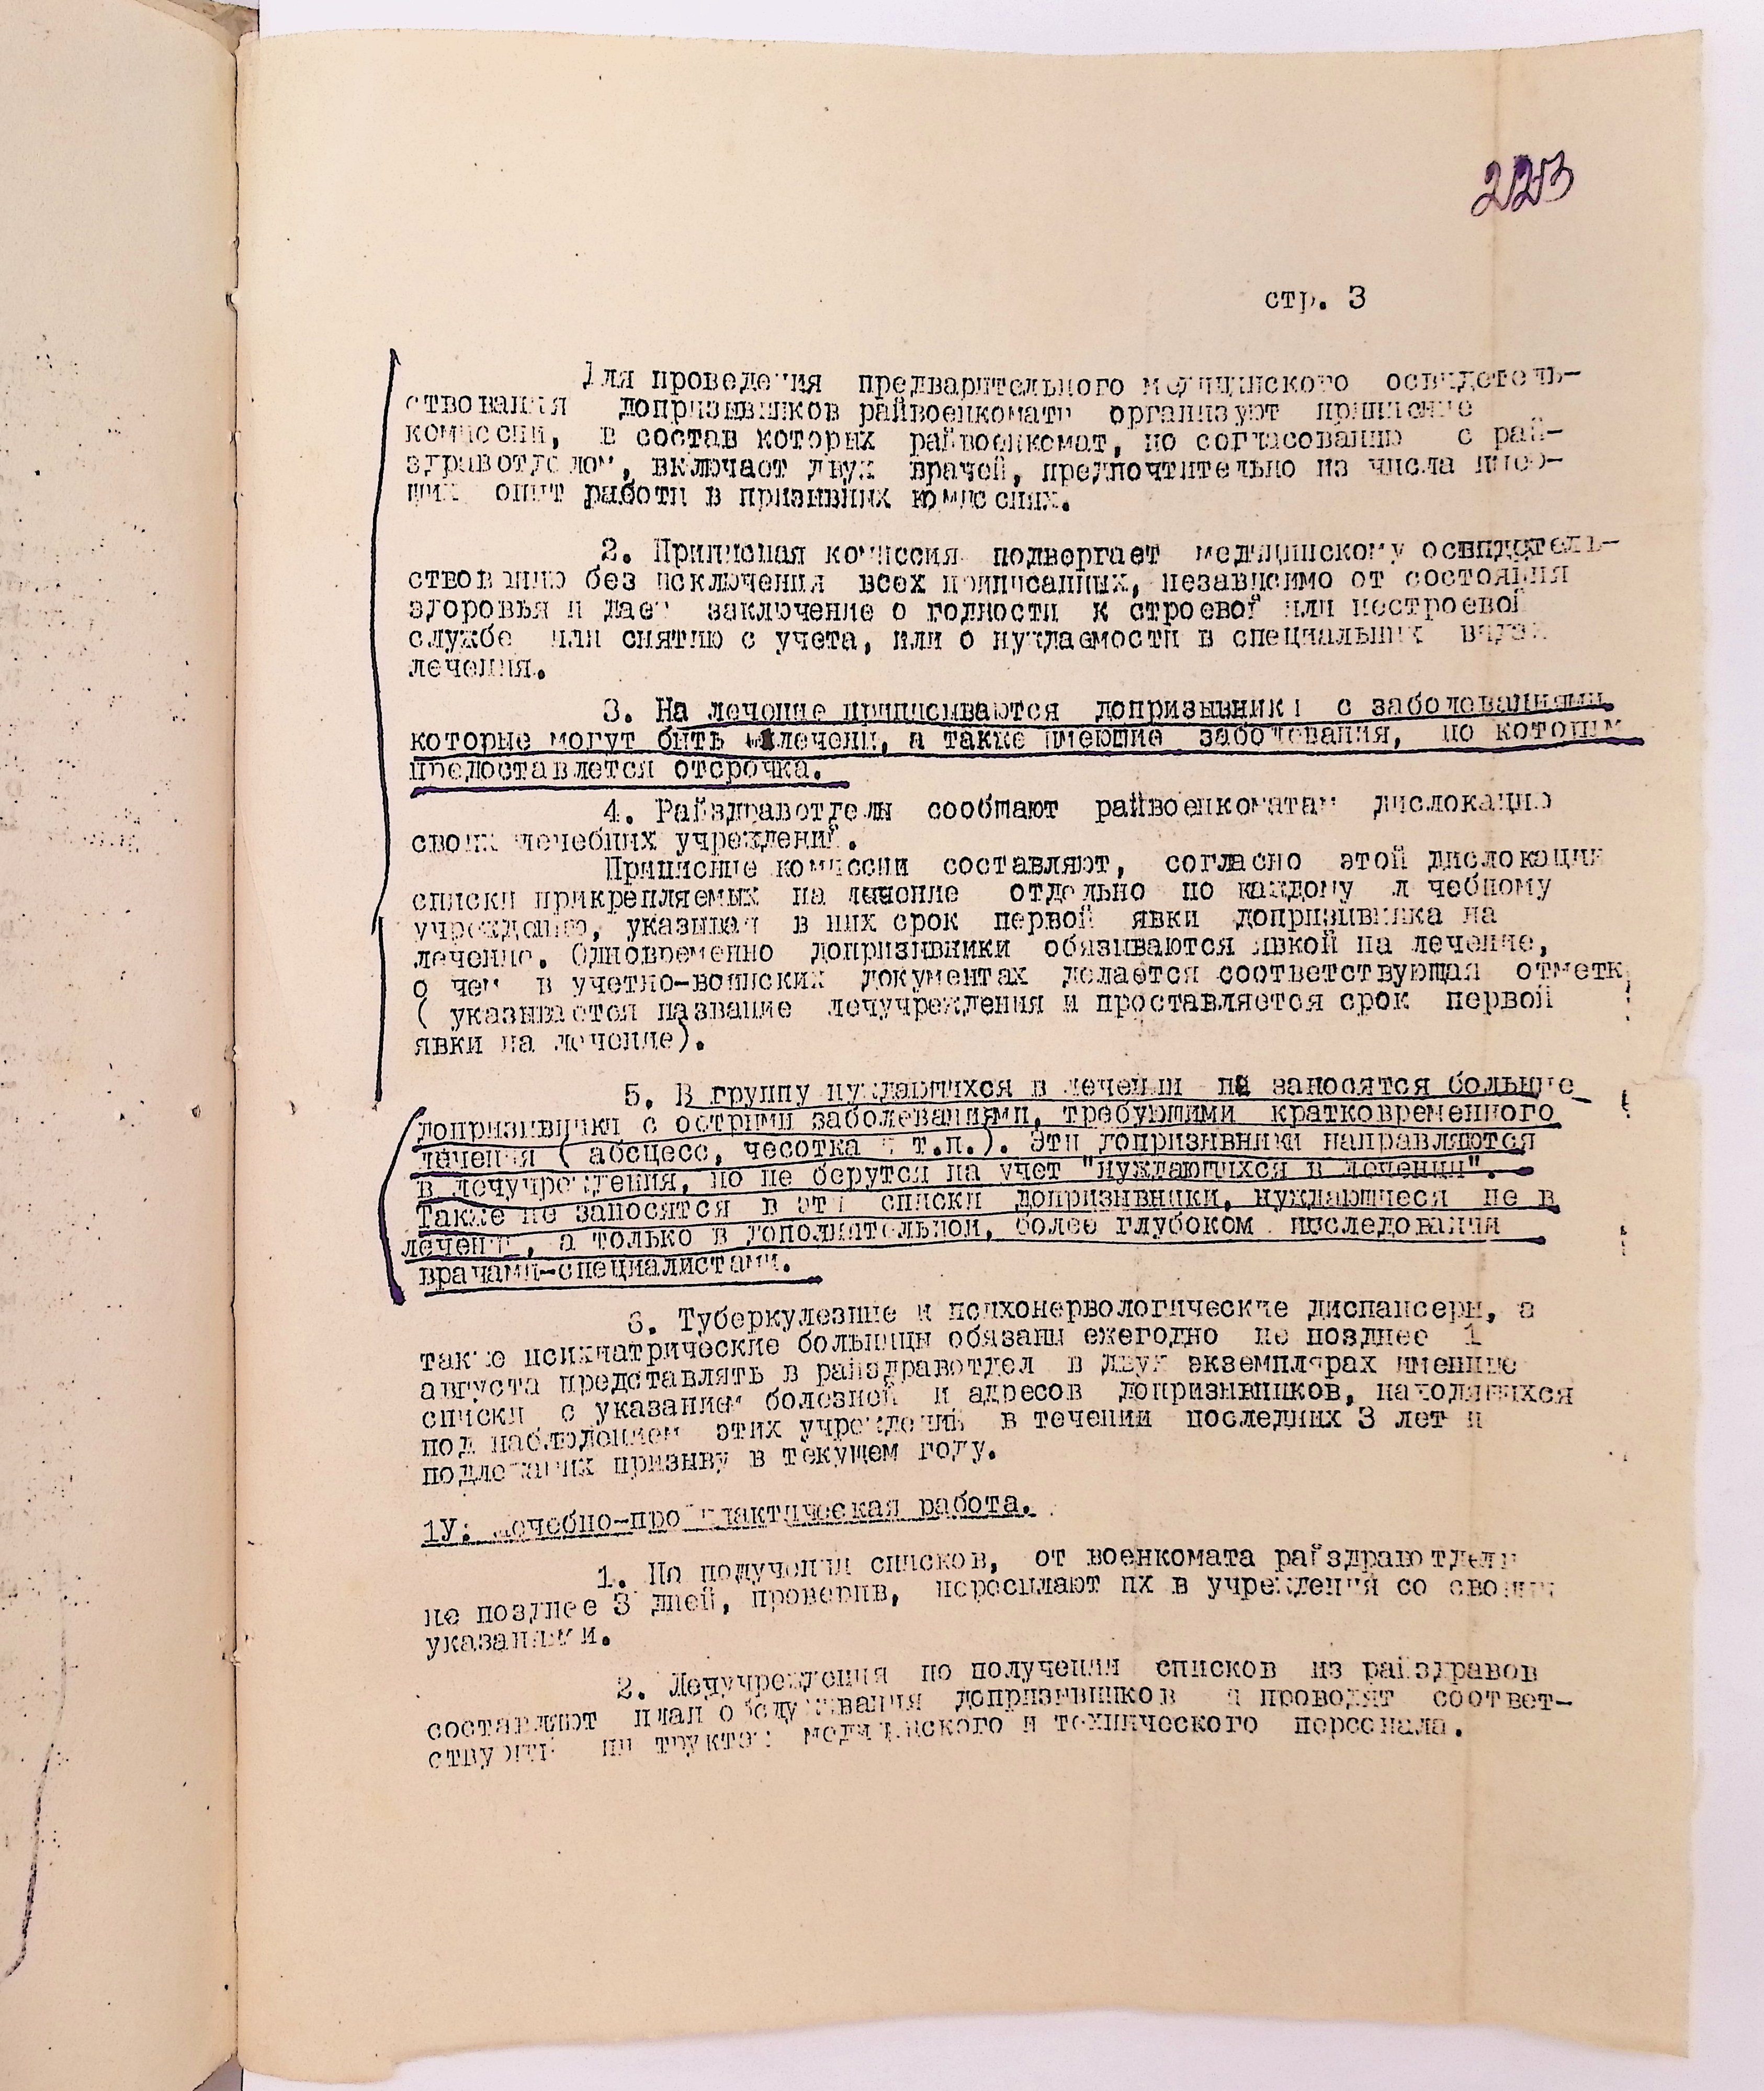 223
стр. 3
Для проведения предварительного медицинского освидетель-
ствования допризывников райвоенкоматы организуют приписные
комиссии, в состав которых райвоенкомат, по согласованию с рай-
здравотделом, включает двух врачей, предпочтительно из числа имею-
щих опыт работы в призывных комиссиях.
2. Приписная комиссия подвергает медицинскому освидетель-
ствованию без исключения всех приписанных, независимо от состояния
здоровья и дает заключение о годности к строевой или нестроевой
службе или снятию с учета, или о нуждаемости в специальных видах
лечения.
3. На лечение приписываются допризывники с заболеваниями
которые могут быть излечены, а также имеющие заболевания, по которым
предоставлется отсрочка.
4. Райздравотделы сообщают райвоенкоматам дислокацию
своих лечебных учреждений.
Приписные комиссии составляют, согласно этой дислокации
списки прикрепляемых на лечение отдельно по каждому л чебному
учреждению, указывая в них срок первой явки допризывника на
лечение. Одновременно допризывники обязываются явкой на лечение,
о чем в учетно-воинских документах делается соответствующая отметк
( указывается название лечучреждения и проставляется срок первой
явки на лечение).
5. В группу нуждающихся в лечении не заносятся больные
допризывники с острыми заболеваниями, требующими кратковременного
лечения ( абсцесс, чесотка и т.п.). Эти допризывники направляются
в лечучреждения, но не берутся на учет "нуждающихся в лечении".
Также не заносятся в эти списки допризывники, нуждающиеся не в
лечении, а только в дополнительной, более глубоком исследовании
врачами-специалистами.
6. Туберкулезные и психонервологические диспансеры, а
также психиатрические больницы обязаны ежегодно не позднее 1
августа представлять в райздравотдел в двух экземплярах именные
списки с указанием болезней и адресов допризывников, находящихся
под наблюдением этих учреждений в течении последних 3 лет и
подлежащих призыву в текущем году.
1У. Лечебно-профилактическая работа.
1. По получении списков, от военкомата райздравотделы
не позднее 3 дней, проверив, пересылают их в учреждения со своими
указаниями.
2. Лечучреждения по получении списков из райздравов
составляют план обслуживания допризывников и проводят соответ-
ствующ инструктаж медицинского и технического персонала.